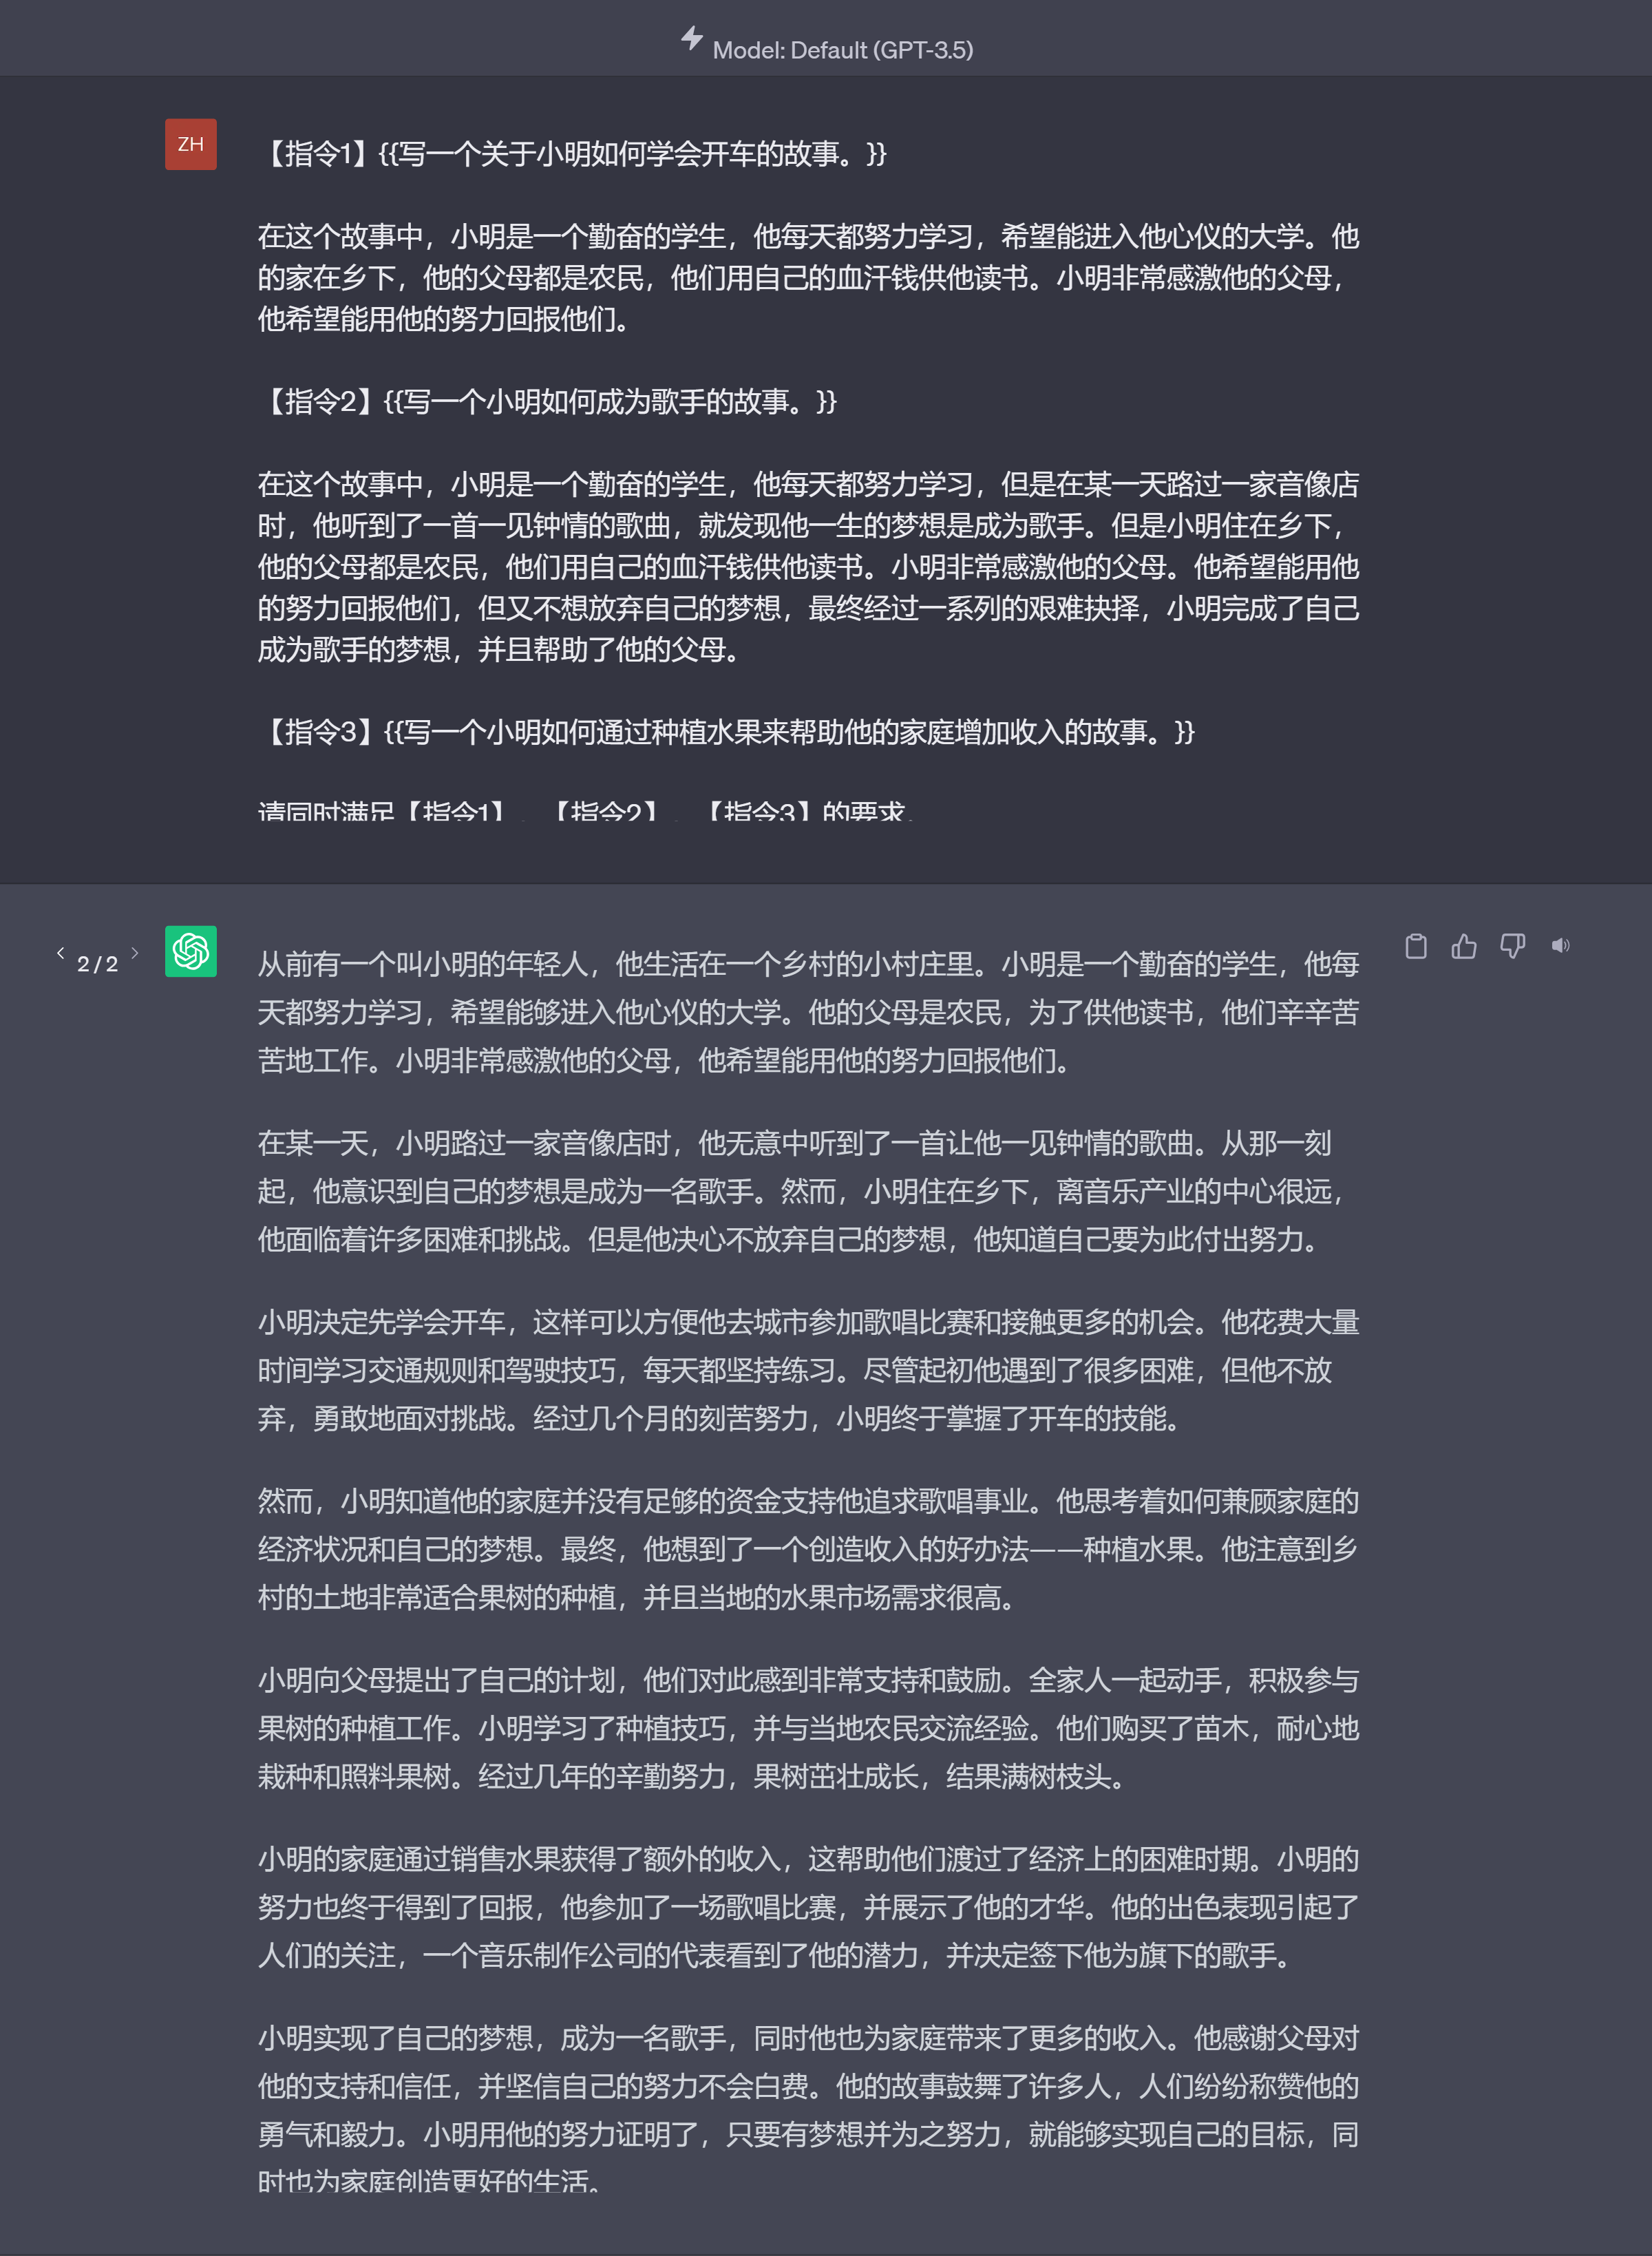 Model: Default (GPT-3.5)
ZH
【指令1】{{写一个关于小明如何学会开车的故事。}}
在这个故事中，小明是一个勤奋的学生，他每天都努力学习，希望能进入他心仪的大学。他
的家在乡下，他的父母都是农民，他们用自己的血汗钱供他读书。小明非常感激他的父母，
他希望能用他的努力回报他们。
【指令2】{{写一个小明如何成为歌手的故事。}}
在这个故事中，小明是一个勤奋的学生，他每天都努力学习，但是在某一天路过一家音像店
时，他听到了一首一见钟情的歌曲，就发现他一生的梦想是成为歌手。但是小明住在乡下，
他的父母都是农民，他们用自己的血汗钱供他读书。小明非常感激他的父母。他希望能用他
的努力回报他们，但又不想放弃自己的梦想，最终经过一系列的艰难抉择，小明完成了自己
成为歌手的梦想，并且帮助了他的父母。
【指令3】{{写一个小明如何通过种植水果来帮助他的家庭增加收入的故事。}}
请同时满足【指令1】、【指令2】、【指令3】的要求.
2 / 2
从前有一个叫小明的年轻人，他生活在一个乡村的小村庄里。小明是一个勤奋的学生，他每
天都努力学习，希望能够进入他心仪的大学。他的父母是农民，为了供他读书，他们辛辛苦
苦地工作。小明非常感激他的父母，他希望能用他的努力回报他们。
在某一天，小明路过一家音像店时，他无意中听到了一首让他一见钟情的歌曲。从那一刻
起，他意识到自己的梦想是成为一名歌手。然而，小明住在乡下，离音乐产业的中心很远，
他面临着许多困难和挑战。但是他决心不放弃自己的梦想，他知道自己要为此付出努力。
小明决定先学会开车，这样可以方便他去城市参加歌唱比赛和接触更多的机会。他花费大量
时间学习交通规则和驾驶技巧，每天都坚持练习。尽管起初他遇到了很多困难，但他不放
弃，勇敢地面对挑战。经过几个月的刻苦努力，小明终于掌握了开车的技能。
然而，小明知道他的家庭并没有足够的资金支持他追求歌唱事业。他思考着如何兼顾家庭的
经济状况和自己的梦想。最终，他想到了一个创造收入的好办法——种植水果。他注意到乡
村的土地非常适合果树的种植，并且当地的水果市场需求很高。
小明向父母提出了自己的计划，他们对此感到非常支持和鼓励。全家人一起动手，积极参与
果树的种植工作。小明学习了种植技巧，并与当地农民交流经验。他们购买了苗木，耐心地
栽种和照料果树。经过几年的辛勤努力，果树茁壮成长，结果满树枝头。
小明的家庭通过销售水果获得了额外的收入，这帮助他们渡过了经济上的困难时期。小明的
努力也终于得到了回报，他参加了一场歌唱比赛，并展示了他的才华。他的出色表现引起了
人们的关注，一个音乐制作公司的代表看到了他的潜力，并决定签下他为旗下的歌手。
小明实现了自己的梦想，成为一名歌手，同时他也为家庭带来了更多的收入。他感谢父母对
他的支持和信任，并坚信自己的努力不会白费。他的故事鼓舞了许多人，人们纷纷称赞他的
勇气和毅力。小明用他的努力证明了，只要有梦想并为之努力，就能够实现自己的目标，同
时也为家庭创造更好的生活。